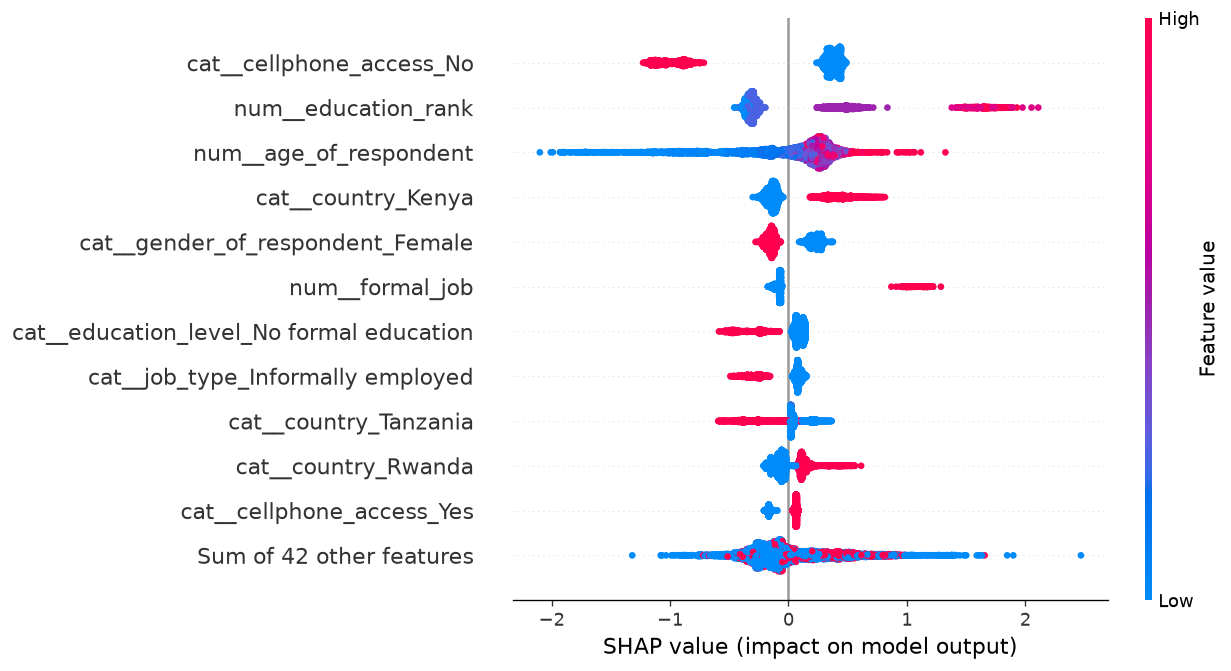 High
cat__cellphone_access_No
num__education_rank
num__age_of_respondent
cat__country_Kenya
cat__gender_of_respondent_Female
num__formal_job
cat__education_level_No formal education
cat__job_type_Informally employed
cat__country_Tanzania
cat__country_Rwanda
cat__cellphone_access_Yes
Sum of 42 other features
Feature value
Low
−2 −1 0 1 2
SHAP value (impact on model output)